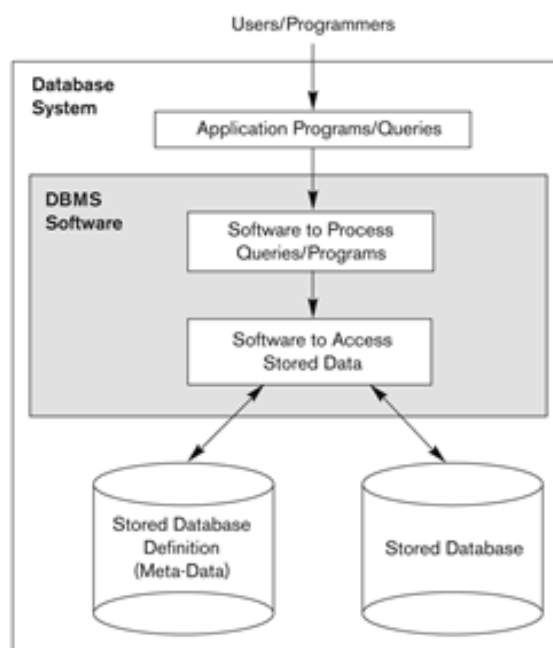 Users/Programmers
Database
System
Application Programs/Queries
DBMS
Software
Software to Process
Queries/Programs
Software to Access
Stored Data
Stored Database
Definition
(Meta-Data)
Stored Database